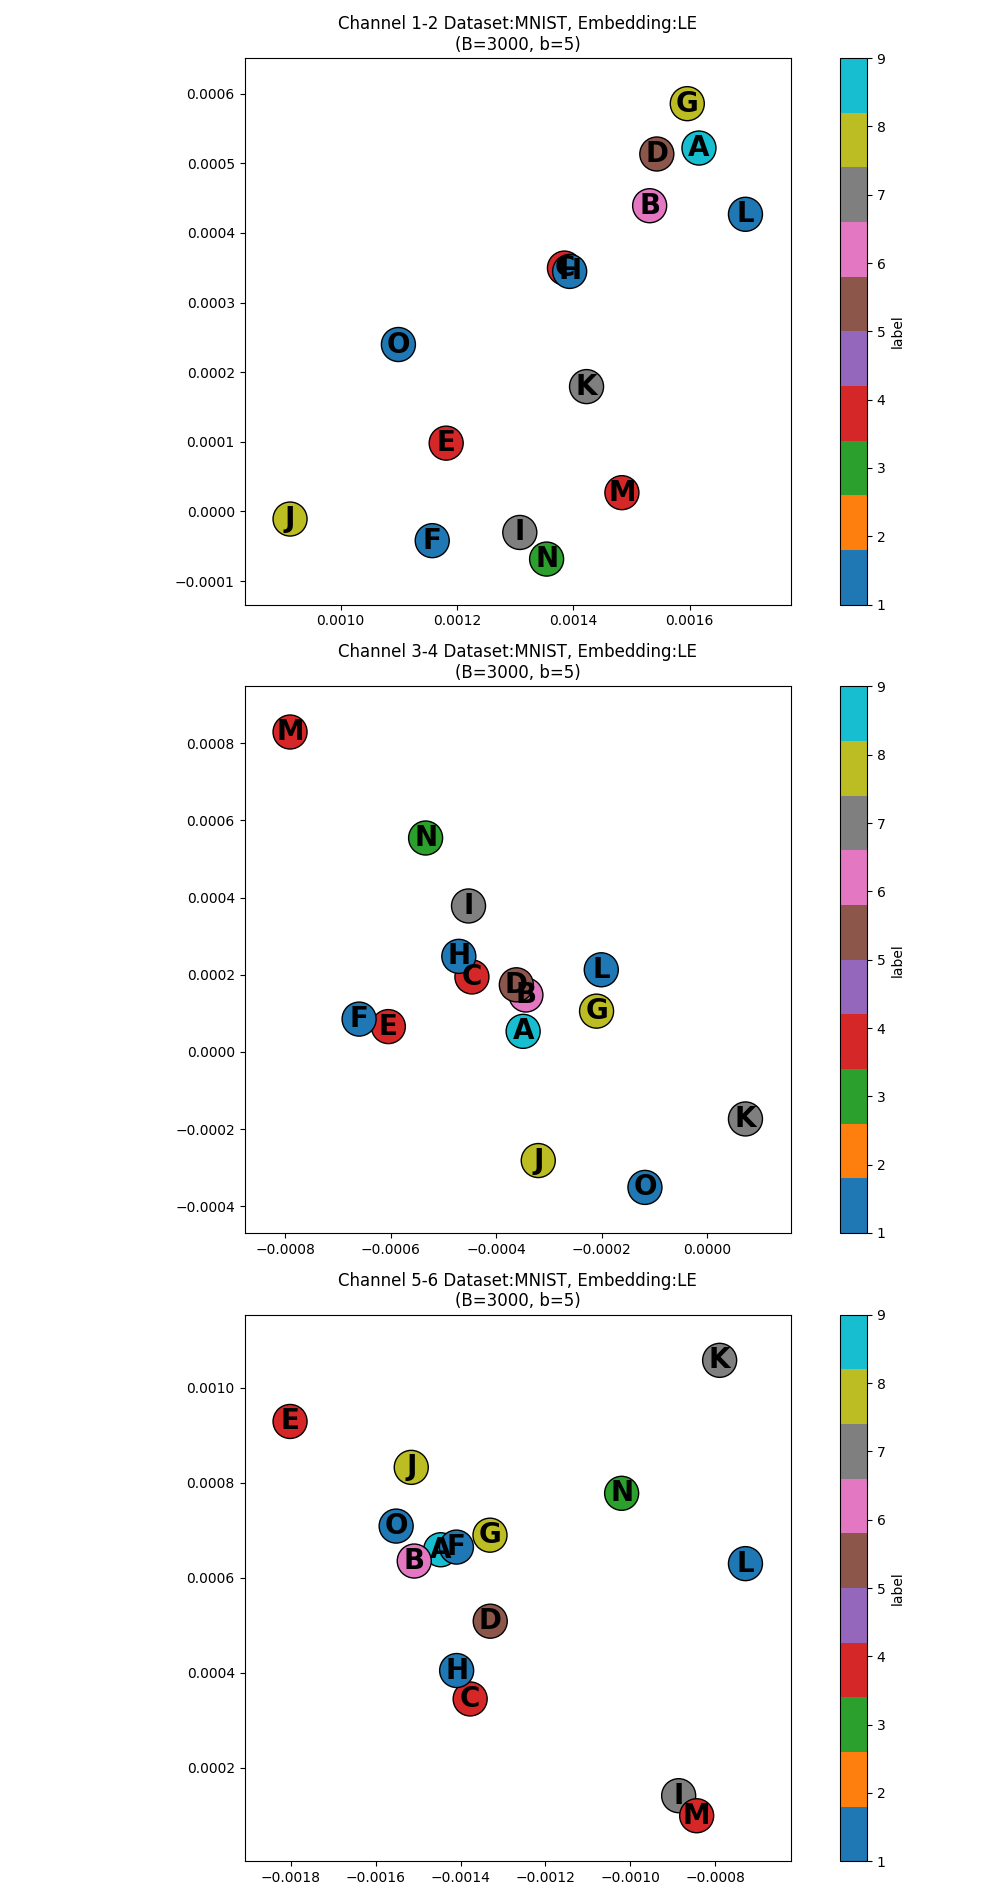 Channel 1-2 Dataset:MNIST, Embedding:LE
(B=3000, b=5)
0.0006
0.0005
0.0004
0.0003
0.0002
0.0001
0.0000
−0.0001
0.0010 0.0012 0.0014 0.0016
G
A
D
B
L
C
H
O
K
E
M
J
F
I
N
9
8
7
6
5
4
3
2
1
label
Channel 3-4 Dataset:MNIST, Embedding:LE
(B=3000, b=5)
0.0008
0.0006
0.0004
0.0002
0.0000
−0.0002
−0.0004
−0.0008 −0.0006 −0.0004 −0.0002 0.0000
M
N
I
H
C
D
B
L
G
F
E
A
K
J
O
9
8
7
6
5
4
3
2
1
label
Channel 5-6 Dataset:MNIST, Embedding:LE
(B=3000, b=5)
0.0010
0.0008
0.0006
0.0004
0.0002
−0.0018 −0.0016 −0.0014 −0.0012 −0.0010 −0.0008
K
E
J
N
O
G
A
F
B
L
D
H
C
I
M
9
8
7
6
5
4
3
2
1
label